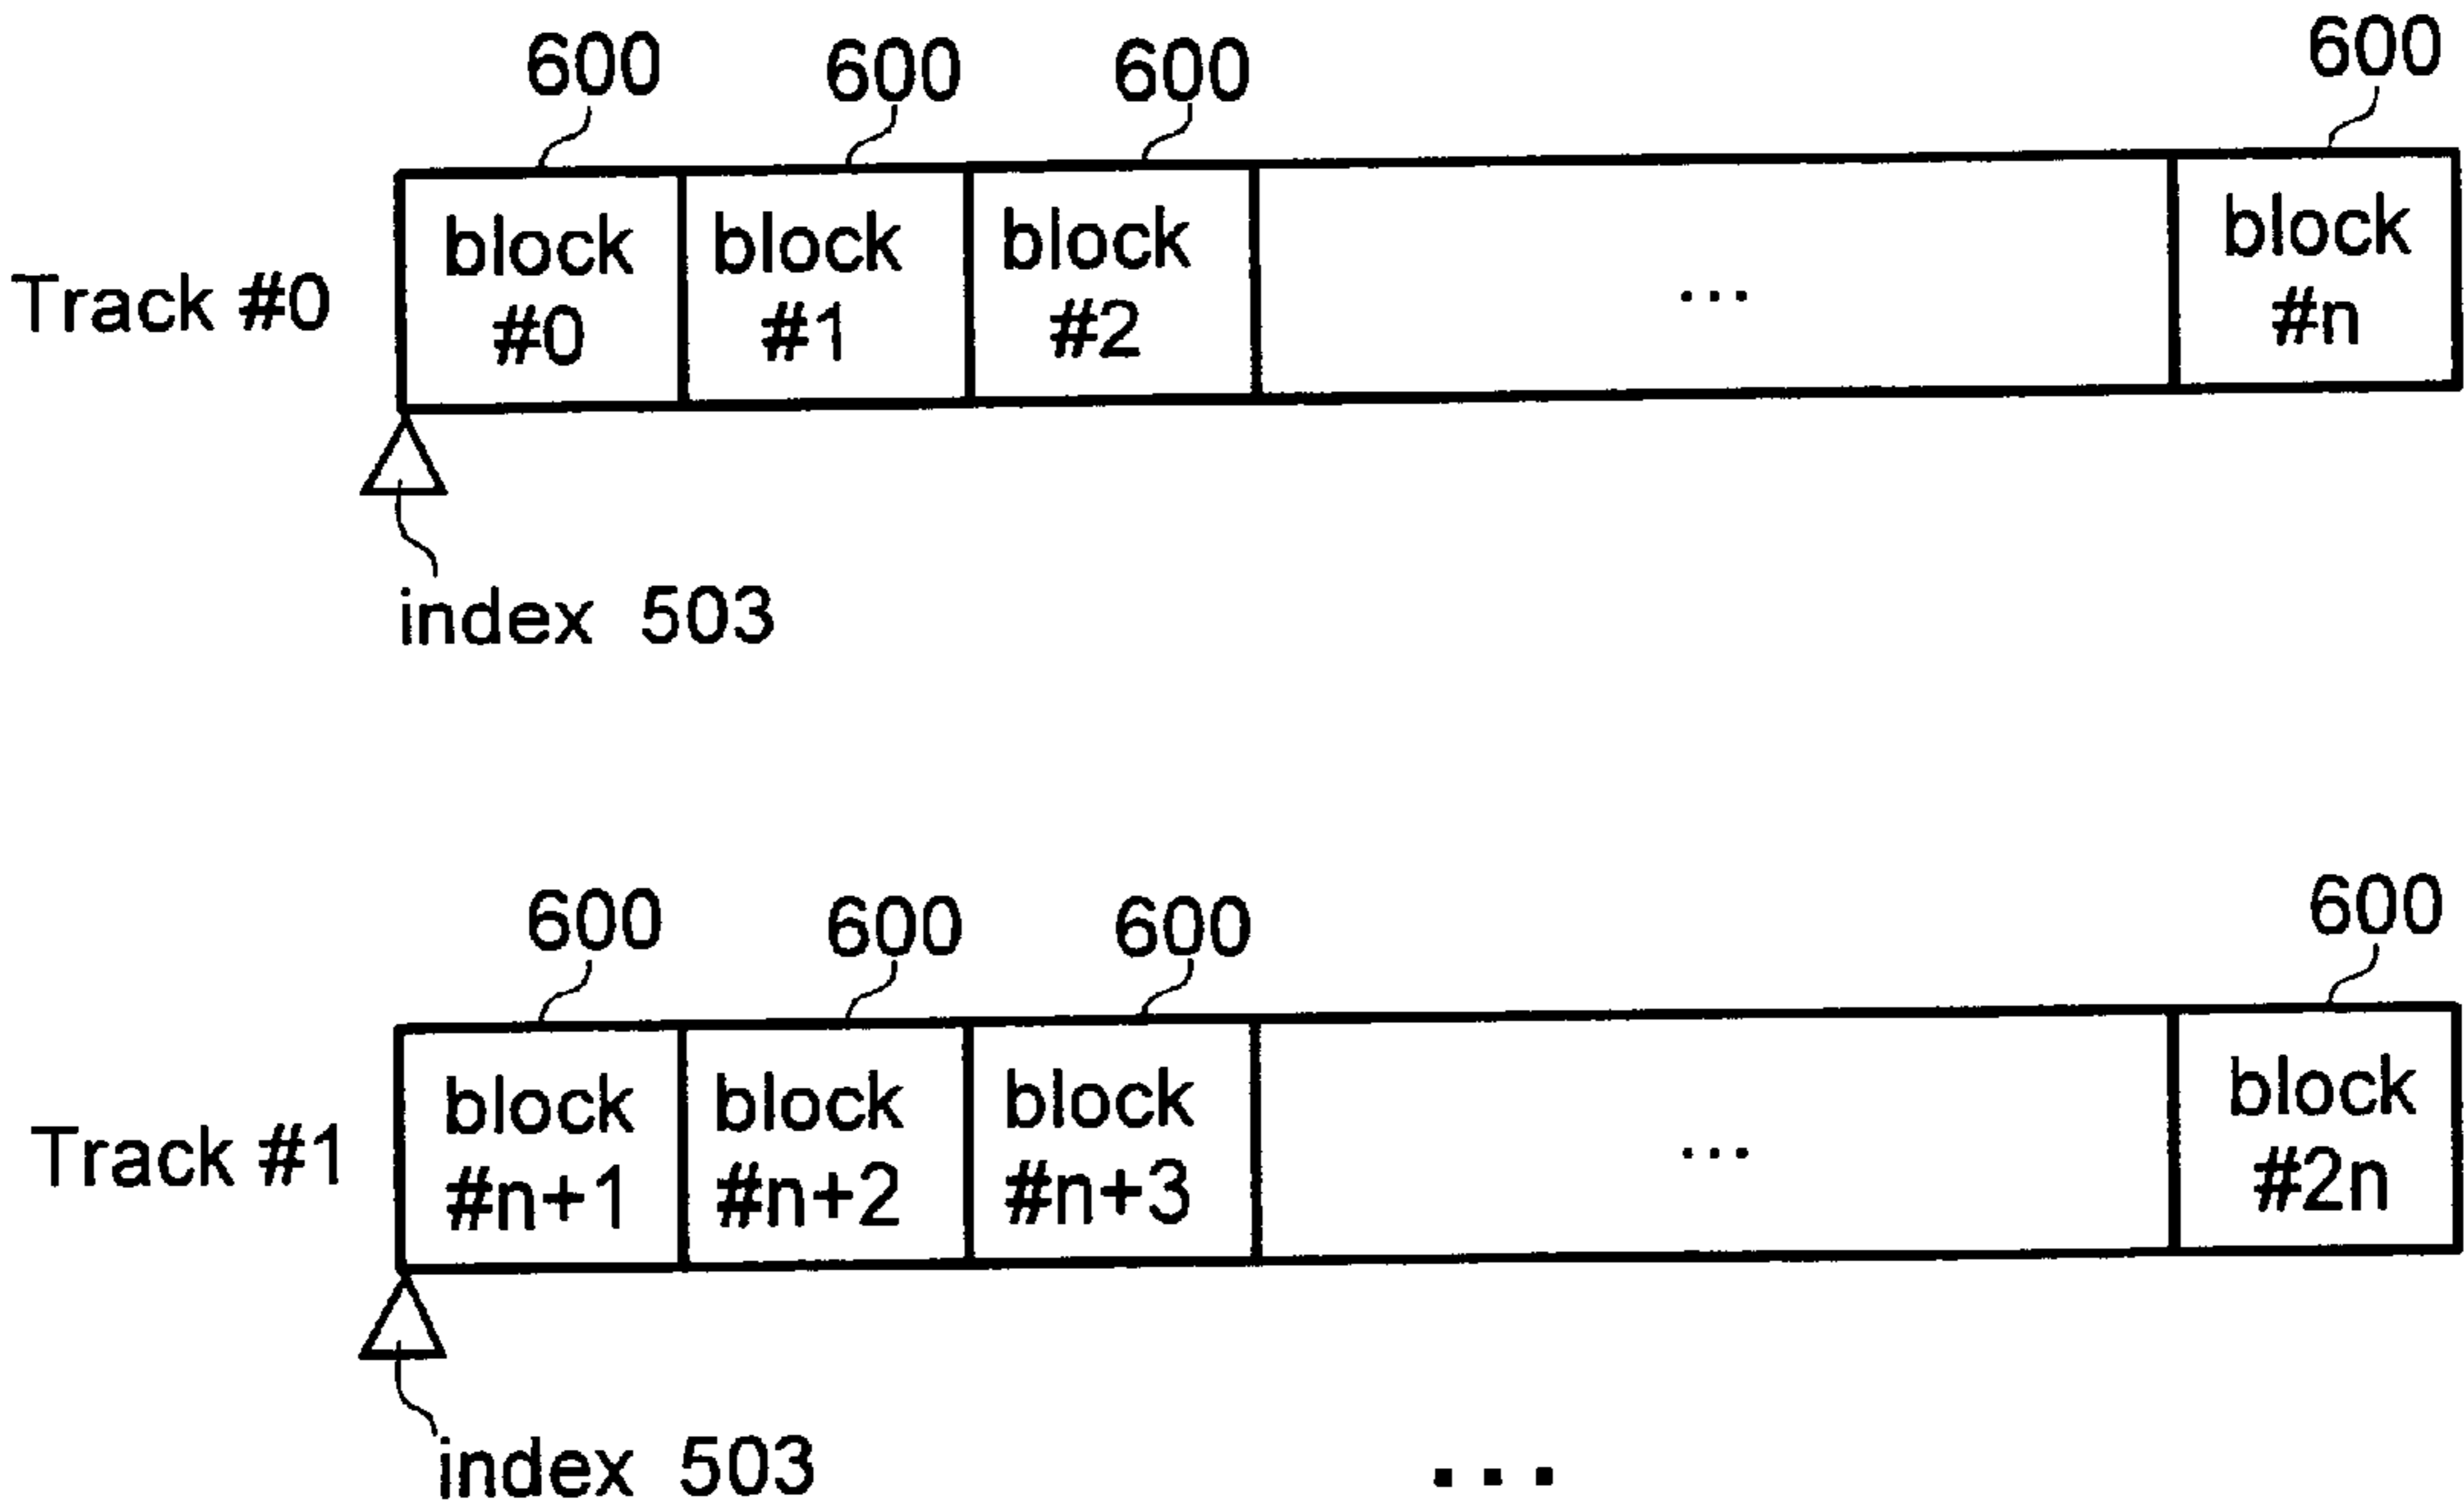 600 600 600 600
Track #0
block #0
block #1
block #2
...
block #n
index 503
600 600 600 600
Track #1
block #n+1
block #n+2
block #n+3
...
block #2n
index 503
...